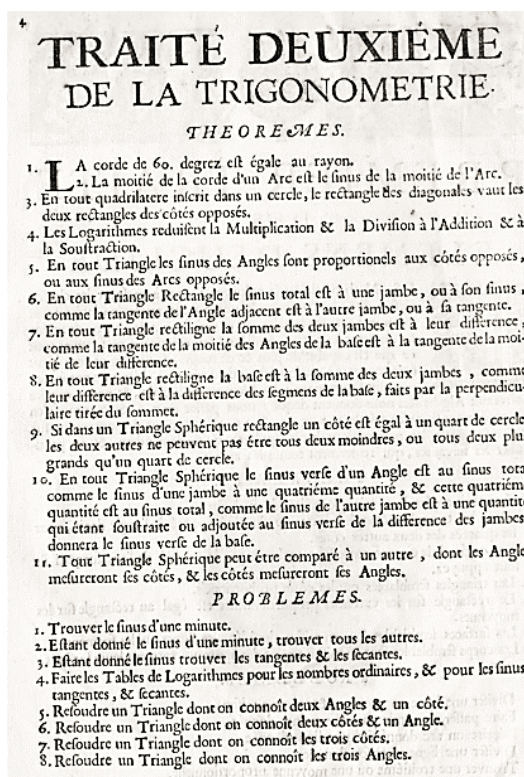 4
TRAITÉ DEUXIÉME
DE LA TRIGONOMETRIE.
THEOREMES.
1. LA corde de 60. degrez eſt égale au rayon.
2. La moitié de la corde d'un Arc eſt le ſinus de la moitié de l'Arc.
3. En tout quadrilatere inſcrit dans un cercle, le rectangle des diagonales vaut les
deux rectangles des côtés opposés.
4. Les Logarithmes reduiſent la Multiplication & la Diviſion à l'Addition & à
la Souſtraction.
5. En tout Triangle les ſinus des Angles ſont proportionels aux côtés opposés,
ou aux ſinus des Arcs opposés.
6. En tout Triangle Rectangle le ſinus total eſt à une jambe, ou à ſon ſinus,
comme la tangente de l'Angle adjacent eſt à l'autre jambe, ou à ſa tangente.
7. En tout Triangle rectiligne la ſomme des deux jambes eſt à leur difference,
comme la tangente de la moitié des Angles de la baſe eſt à la tangente de la moi-
tié de leur difference.
8. En tout Triangle rectiligne la baſe eſt à la ſomme des deux jambes, comme
leur difference eſt à la difference des ſegmens de la baſe, faits par la perpendicu-
laire tirée du ſommet.
9. Si dans un Triangle Sphérique rectangle un côté eſt égal à un quart de cercle
les deux autres ne peuvent pas étre tous deux moindres, ou tous deux plu
grands qu'un quart de cercle.
10. En tout Triangle Sphérique le ſinus verſe d'un Angle eſt au ſinus tota
comme le ſinus d'une jambe à une quatriéme quantité, & cette quatriém
quantité eſt au ſinus total, comme le ſinus de l'autre jambe eſt à une quantit
qui étant ſouſtraite ou adjoutée au ſinus verſe de la difference des jambes
donnera le ſinus verſe de la baſe.
11. Tout Triangle Sphérique peut étre comparé à un autre, dont les Angle
meſureront ſes côtés, & les côtés meſureront ſes Angles.
PROBLEMES.
1. Trouver le ſinus d'une minute.
2. Eſtant donné le ſinus d'une minute, trouver tous les autres.
3. Eſtant donné le ſinus trouver les tangentes & les ſecantes.
4. Faire les Tables de Logarithmes pour les nombres ordinaires, & pour les ſinus
tangentes, & ſecantes.
5. Reſoudre un Triangle dont on connoît deux Angles & un côté.
6. Reſoudre un Triangle dont on connoît deux côtés & un Angle.
7. Reſoudre un Triangle dont on connoît les trois côtés.
8. Reſoudre un Triangle dont on connoît les trois Angles.